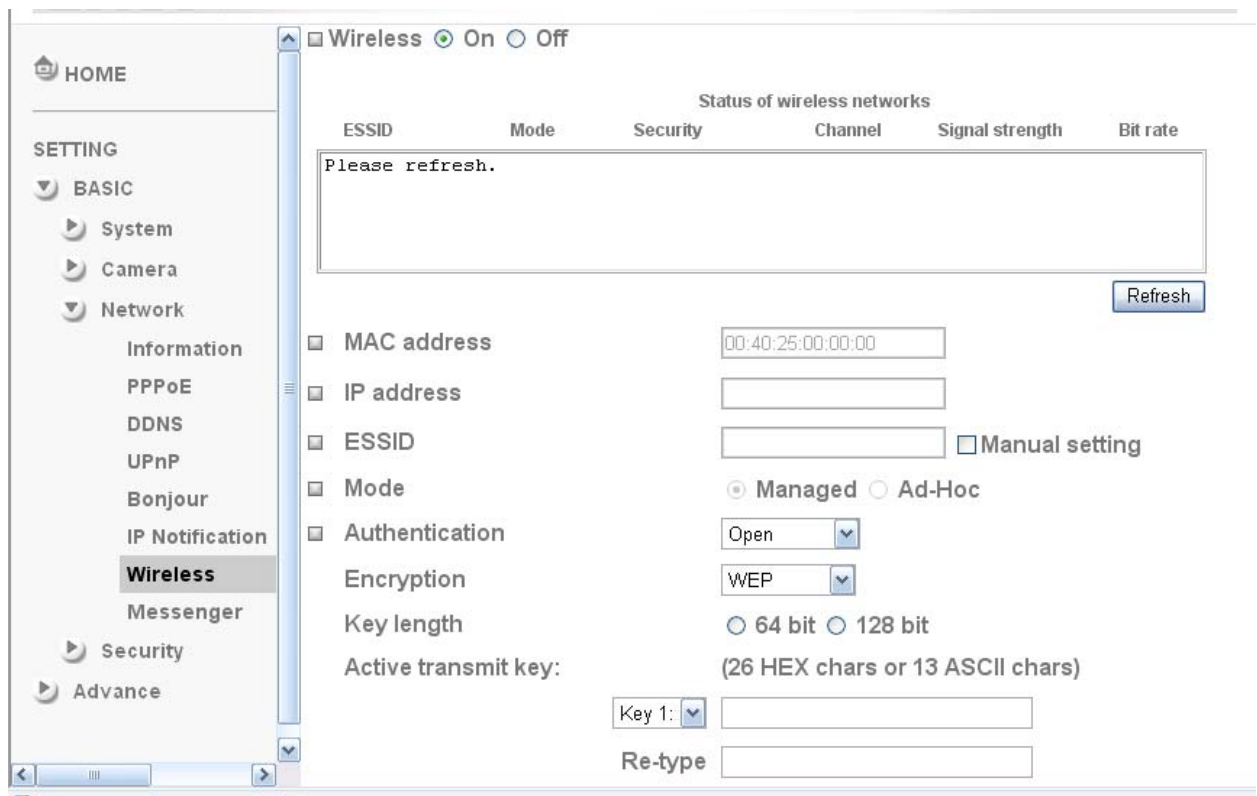 HOME
SETTING
BASIC
System
Camera
Network
Information
PPPoE
DDNS
UPnP
Bonjour
IP Notification
Wireless
Messenger
Security
Advance
Wireless On Off
Status of wireless networks
ESSID Mode Security Channel Signal strength Bit rate
Please refresh.
Refresh
MAC address 00:40:25:00:00:00
IP address
ESSID Manual setting
Mode Managed Ad-Hoc
Authentication Open
Encryption WEP
Key length 64 bit 128 bit
Active transmit key: (26 HEX chars or 13 ASCII chars)
Key 1:
Re-type